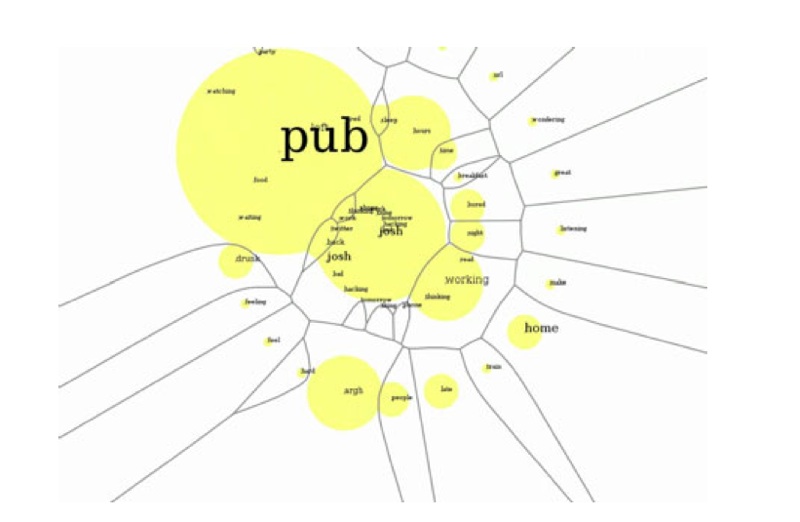 party
girl
watching
wondering
bed
sleep
hours
pub
time
great
food
breakfast
bored
waiting
work
tomorrow
hacking
twitter
josh
night
listening
back
josh
drunk
read
bad
working
make
hacking
thinking
feeling
tomorrow
phone
home
feel
train
hard
argh
people
late